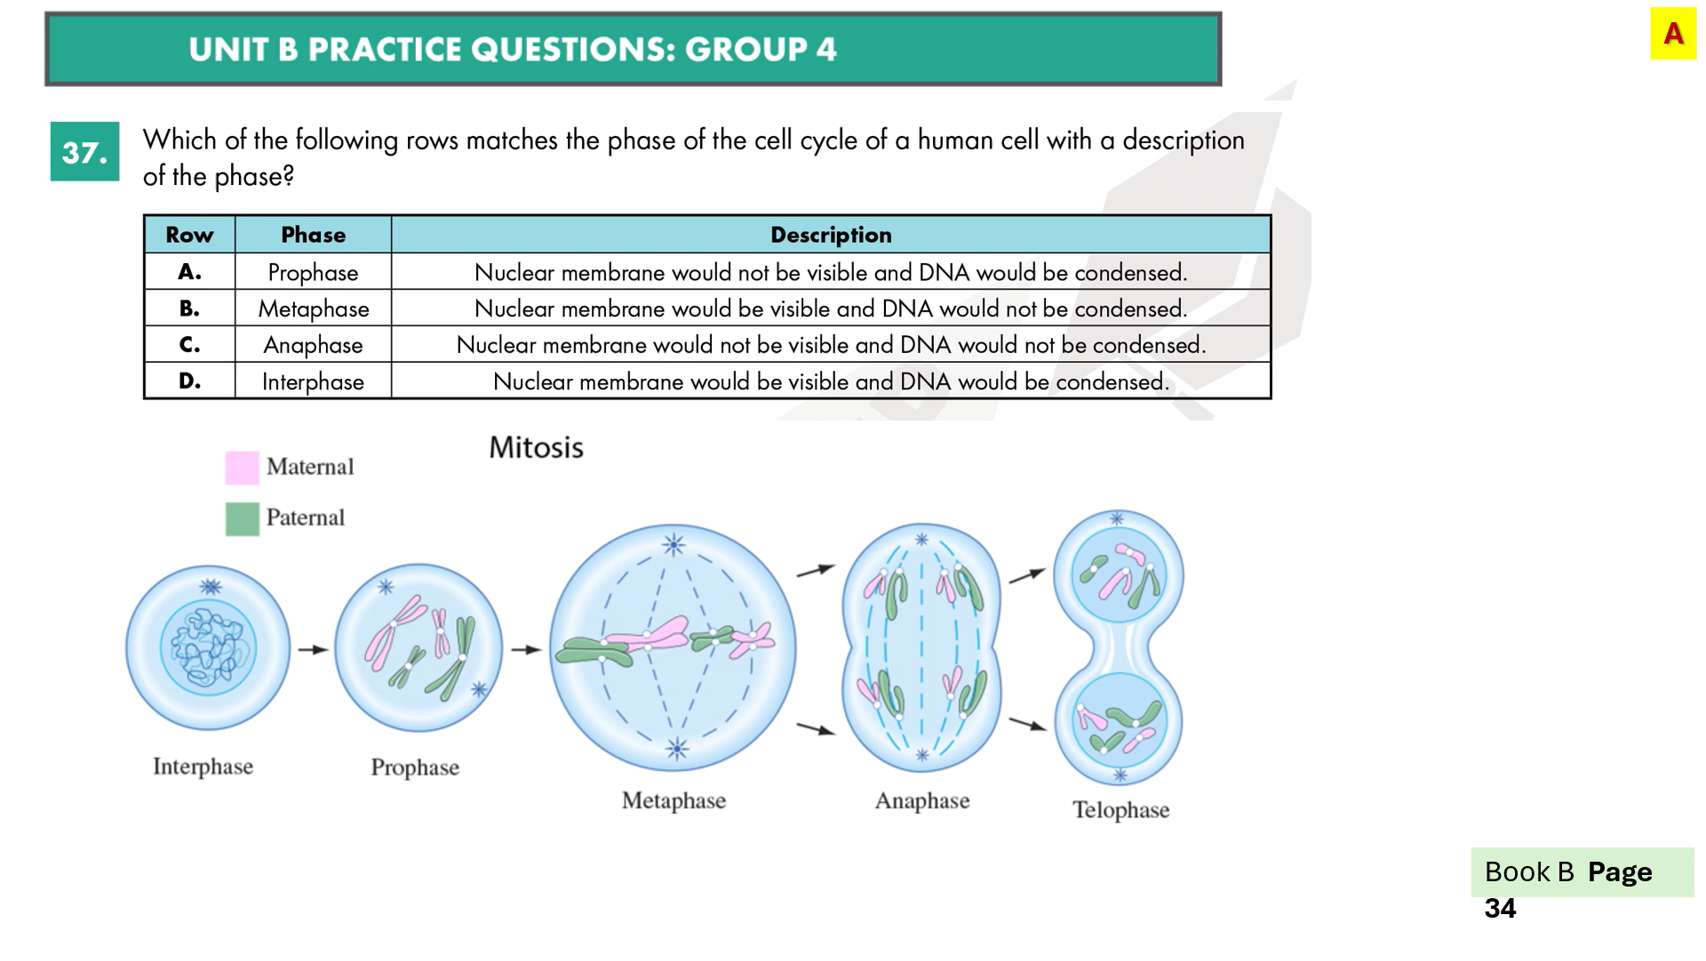 UNIT B PRACTICE QUESTIONS: GROUP 4
A
37.
Which of the following rows matches the phase of the cell cycle of a human cell with a description
of the phase?
Row Phase Description
A. Prophase Nuclear membrane would not be visible and DNA would be condensed.
B. Metaphase Nuclear membrane would be visible and DNA would not be condensed.
C. Anaphase Nuclear membrane would not be visible and DNA would not be condensed.
D. Interphase Nuclear membrane would be visible and DNA would be condensed.
Mitosis
Maternal
Paternal
Interphase
Prophase
Metaphase
Anaphase
Telophase
Book B Page
34